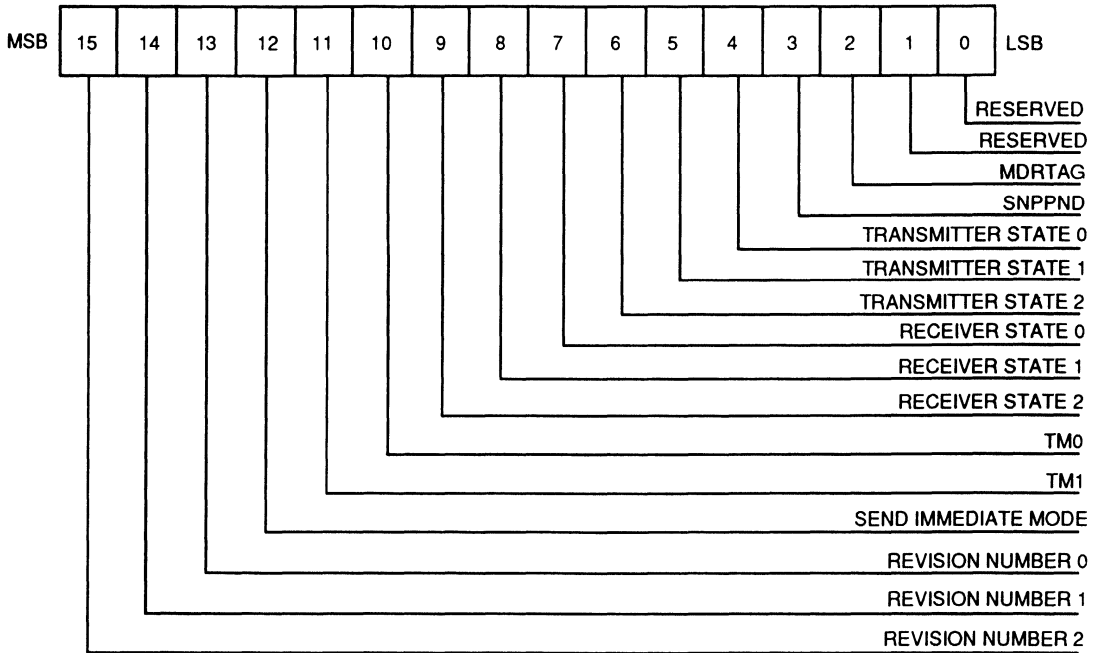 MSB 15 14 13 12 11 10 9 8 7 6 5 4 3 2 1 0 LSB
RESERVED
RESERVED
MDRTAG
SNPPND
TRANSMITTER STATE 0
TRANSMITTER STATE 1
TRANSMITTER STATE 2
RECEIVER STATE 0
RECEIVER STATE 1
RECEIVER STATE 2
TM0
TM1
SEND IMMEDIATE MODE
REVISION NUMBER 0
REVISION NUMBER 1
REVISION NUMBER 2